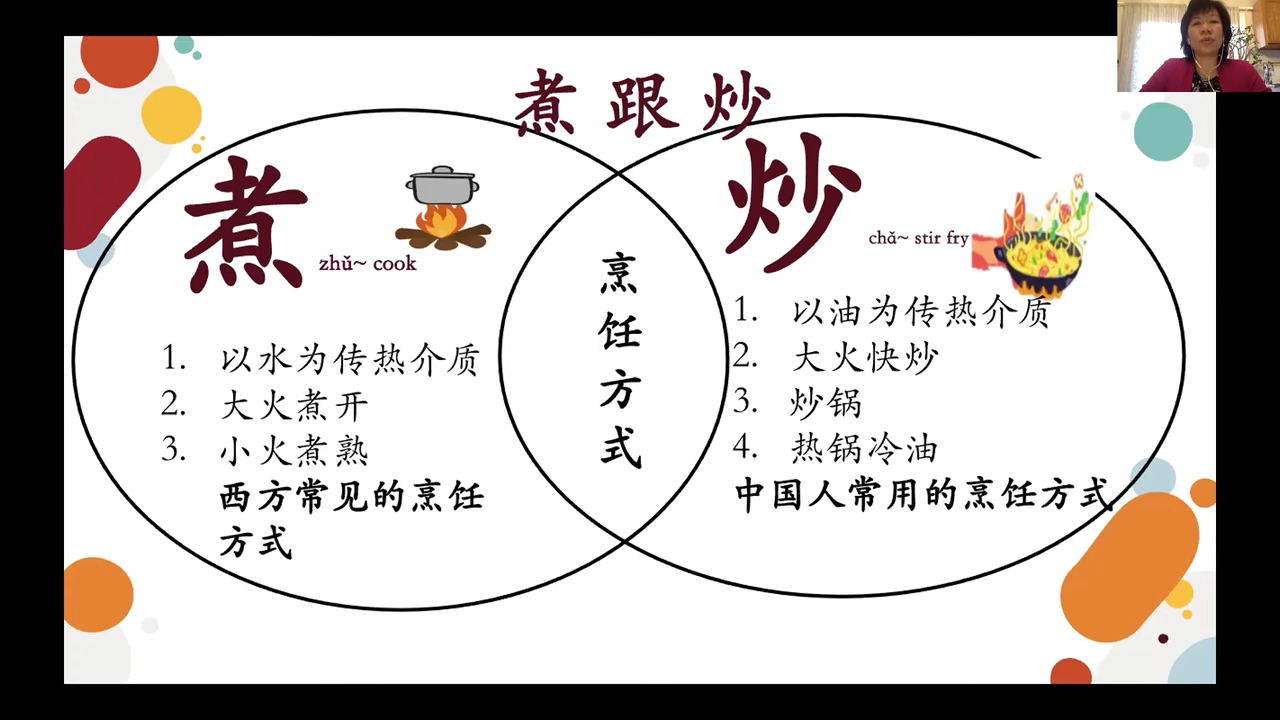 煮跟炒
煮
zhǔ~ cook
1. 以水为传热介质
2. 大火煮开
3. 小火煮熟
西方常见的烹饪
方式
烹
饪
方
式
炒
chǎ~ stir fry
1. 以油为传热介质
2. 大火快炒
3. 炒锅
4. 热锅冷油
中国人常用的烹饪方式